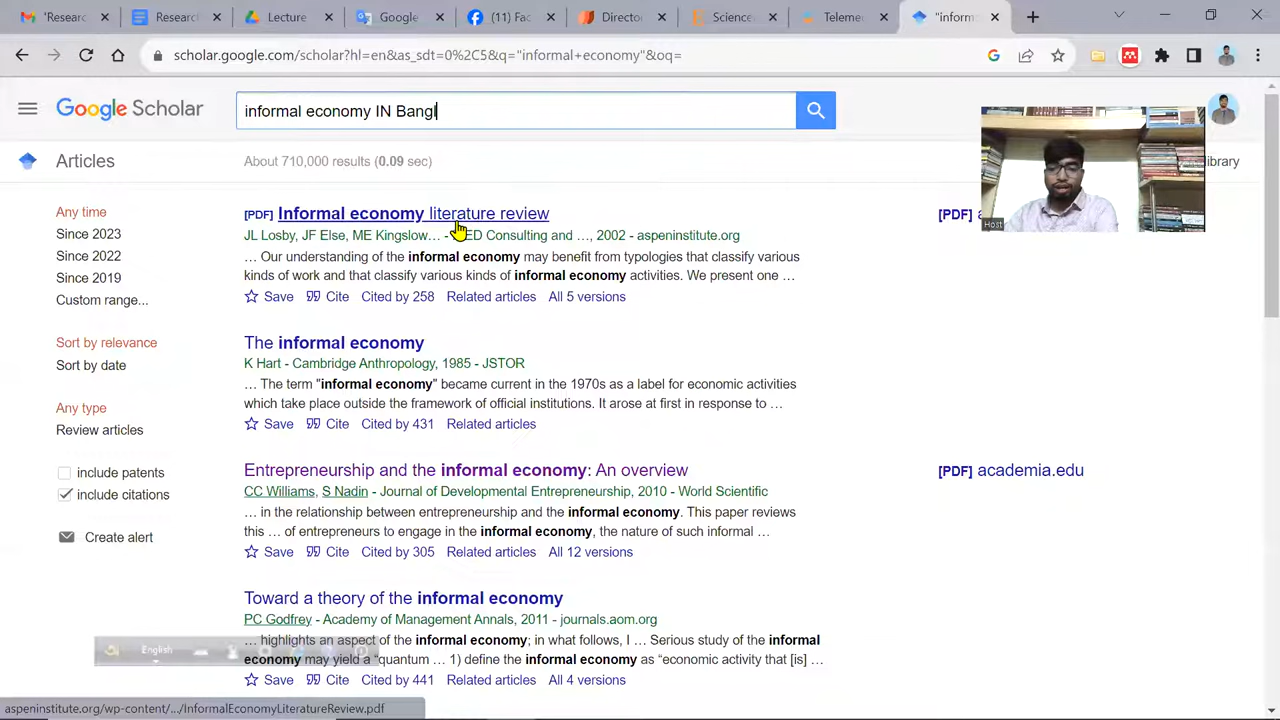 "Resear
Research
Lecture
Google
(11) Fac
Director
Science
Teleme
"inform
scholar.google.com/scholar?hl=en&as_sdt=0%2C5&q="informal+economy"&oq=
Google Scholar
informal economy IN Bangl
Articles
About 710,000 results (0.09 sec)
Library
Host
Any time
Since 2023
Since 2022
Since 2019
Custom range...
Sort by relevance
Sort by date
Any type
Review articles
include patents
include citations
Create alert
[PDF] Informal economy literature review
[PDF]
JL Losby, JF Else, ME Kingslow… - ED Consulting and …, 2002 - aspeninstitute.org
… Our understanding of the informal economy may benefit from typologies that classify various
kinds of work and that classify various kinds of informal economy activities. We present one …
Save Cite Cited by 258 Related articles All 5 versions
The informal economy
K Hart - Cambridge Anthropology, 1985 - JSTOR
… The term "informal economy" became current in the 1970s as a label for economic activities
which take place outside the framework of official institutions. It arose at first in response to …
Save Cite Cited by 431 Related articles
Entrepreneurship and the informal economy: An overview
[PDF] academia.edu
CC Williams, S Nadin - Journal of Developmental Entrepreneurship, 2010 - World Scientific
… in the relationship between entrepreneurship and the informal economy. This paper reviews
this … of entrepreneurs to engage in the informal economy, the nature of such informal …
Save Cite Cited by 305 Related articles All 12 versions
Toward a theory of the informal economy
PC Godfrey - Academy of Management Annals, 2011 - journals.aom.org
… highlights an aspect of the informal economy; in what follows, I … Serious study of the informal
economy may yield a "quantum … 1) define the informal economy as "economic activity that [is] …
Save Cite Cited by 441 Related articles All 4 versions
English
aspeninstitute.org/wp-content/.../InformalEconomyLiteratureReview.pdf